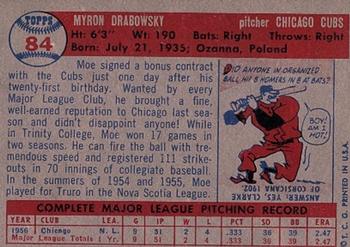 TOPPS
84
MYRON DRABOWSKY pitcher CHICAGO CUBS
Ht: 6'3" Wt: 190 Bats: Right Throws: Right
Born: July 21, 1935; Ozanna, Poland
Moe signed a bonus contract
with the Cubs just one day after his
twenty-first birthday. Wanted by every
Major League Club, he brought a fine,
well-earned reputation to Chicago last sea-
son and didn't disappoint anyone! While
in Trinity College, Moe won 17 games in
two years. He can fire the ball with tre-
mendous speed and registered 111 strike-
outs in 70 innings of collegiate baseball.
In the summers of 1954 and 1955, Moe
played for Truro in the Nova Scotia League.
DID ANYONE IN ORGANIZED
BALL HIT 8 HOMERS IN 8 AT BATS?
BOY! AM I
HOT!
ANSWER: YES, CLARKE
OF CORSICANA 1902.
COMPLETE MAJOR LEAGUE PITCHING RECORD
YEAR CLUB LEA G IP W L PCT. SO BB ERA
1956 Chicago N.L. 9 51 2 4 .333 36 39 2.47
Major League Totals 1 Yr. 9 51 2 4 .333 36 39 2.47
T. C. G. PRINTED IN U.S.A.